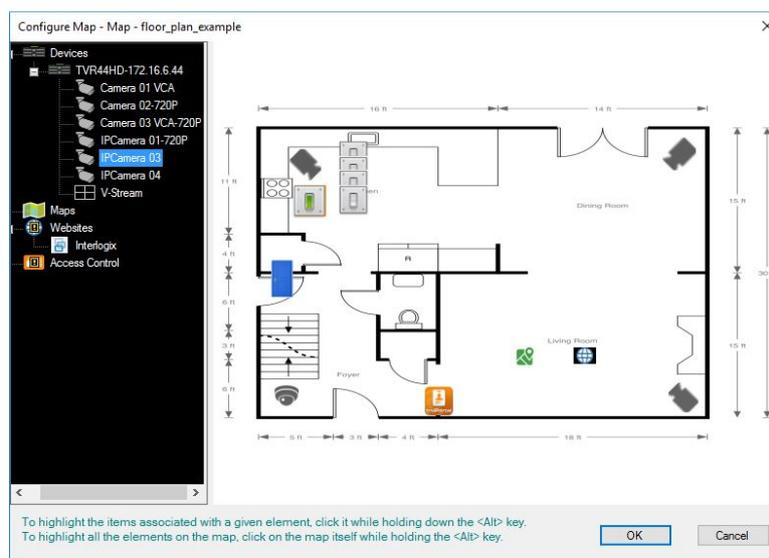 Configure Map - Map - floor_plan_example
Devices
TVR44HD-172.16.6.44
Camera 01 VCA
Camera 02-720P
Camera 03 VCA-720P
IPCamera 01-720P
IPCamera 03
IPCamera 04
V-Stream
Maps
Websites
Interlogix
Access Control
16 ft
14 ft
11 ft
en
Dining Room
15 ft
4 ft
R
30
6 ft
3 ft
Living Room
15 ft
Foyer
6 ft
5 ft
3 ft
4 ft
18 ft
To highlight the items associated with a given element, click it while holding down the <Alt> key.
To highlight all the elements on the map, click on the map itself while holding the <Alt> key.
OK
Cancel